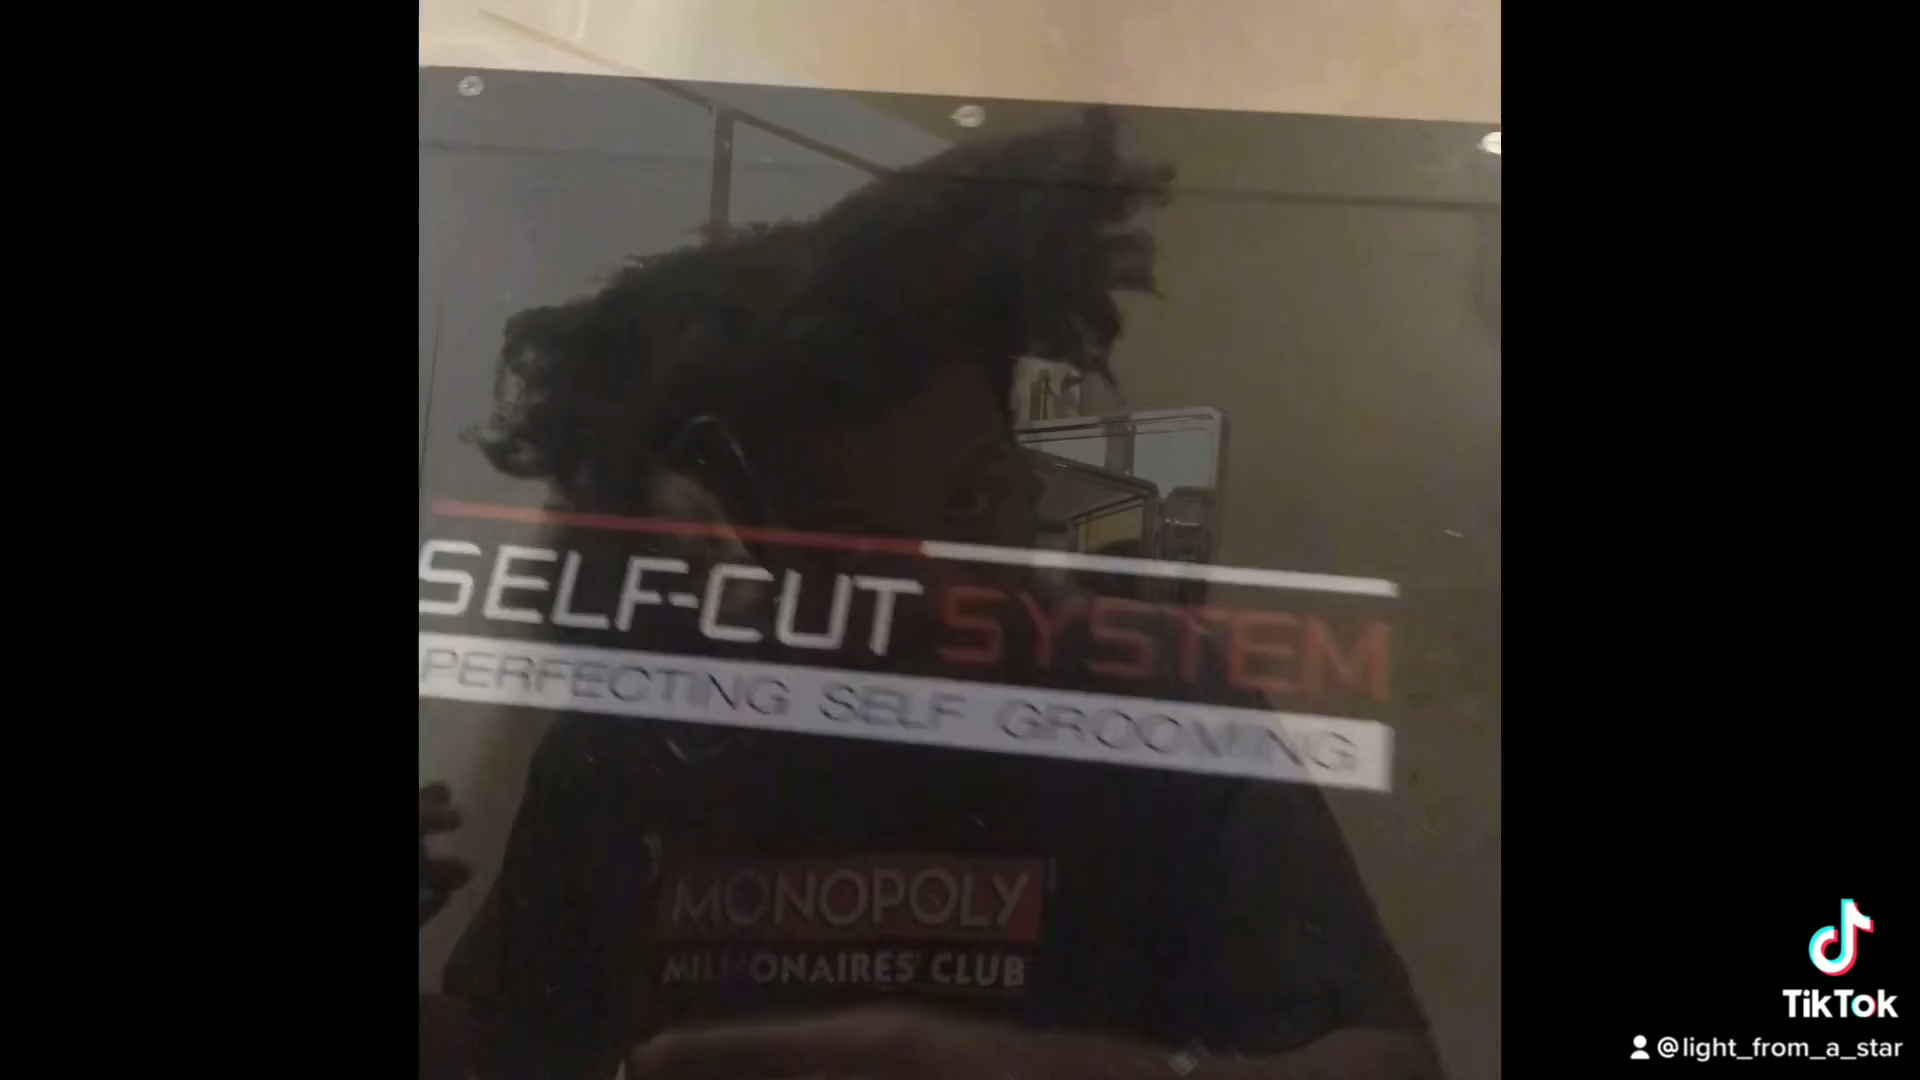 SELF-CUT SYSTEM
PERFECTING SELF GROOMING
MONOPOLY
MILLIONAIRES' CLUB
TikTok
@light_from_a_star